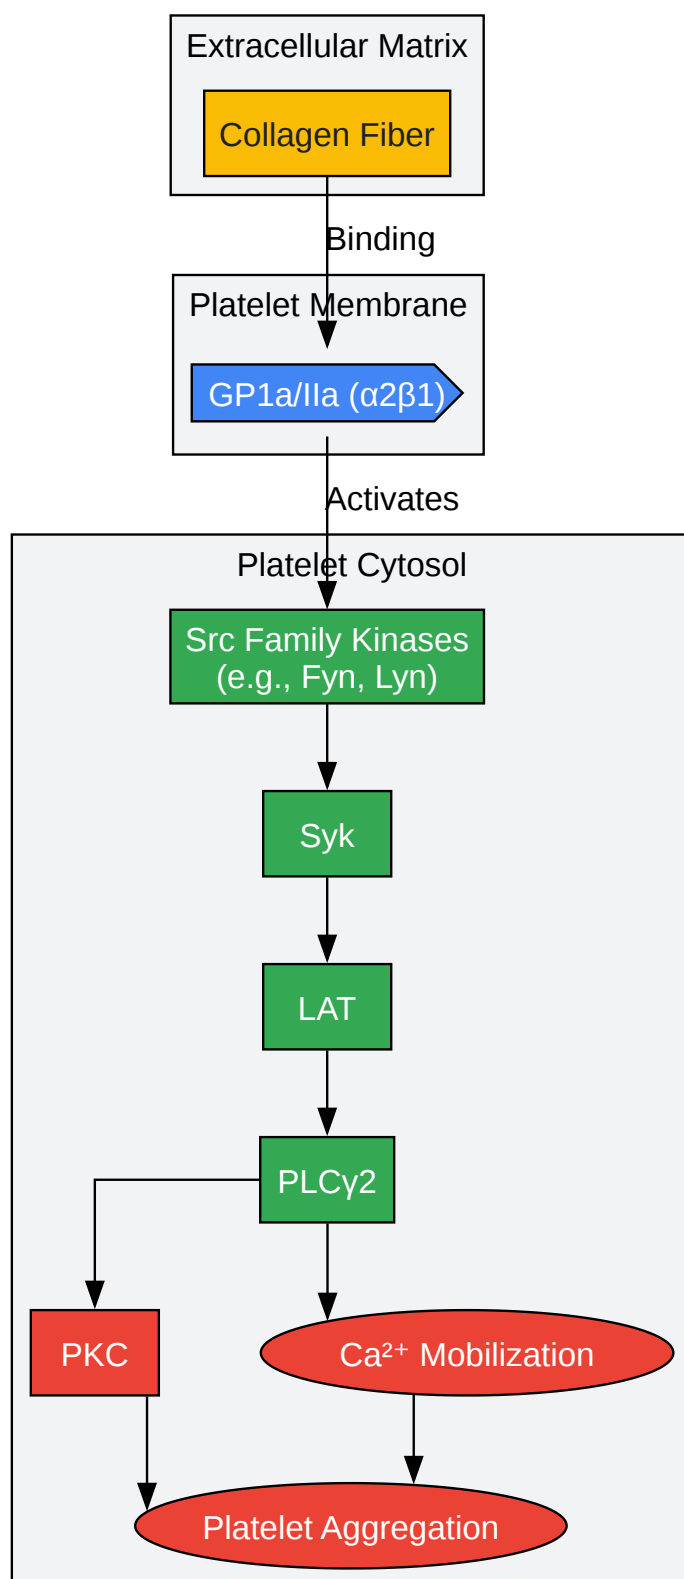 Extracellular Matrix
Collagen Fiber
Binding
Platelet Membrane
GP1a/IIa (α2β1)
Activates
Platelet Cytosol
Src Family Kinases
(e.g., Fyn, Lyn)
Syk
LAT
PLCγ2
PKC
Ca²⁺ Mobilization
Platelet Aggregation